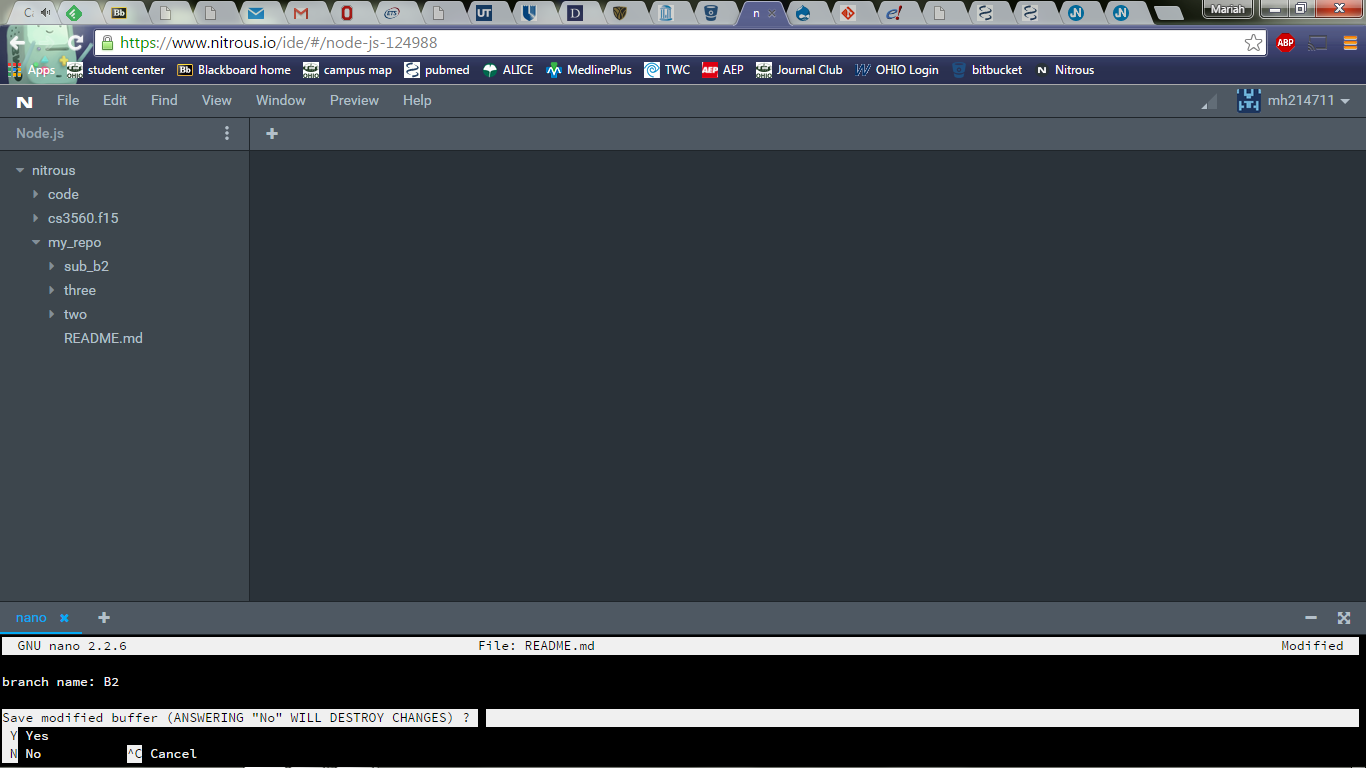 Mariah
https://www.nitrous.io/ide/#/node-js-124988
ABP
Apps student center Bb Blackboard home campus map pubmed ALICE MedlinePlus TWC AEP AEP Journal Club OHIO Login bitbucket N Nitrous
N File Edit Find View Window Preview Help mh214711
Node.js
nitrous
code
cs3560.f15
my_repo
sub_b2
three
two
README.md
nano
GNU nano 2.2.6 File: README.md Modified
branch name: B2
Save modified buffer (ANSWERING "No" WILL DESTROY CHANGES) ?
Y Yes
N No ^C Cancel